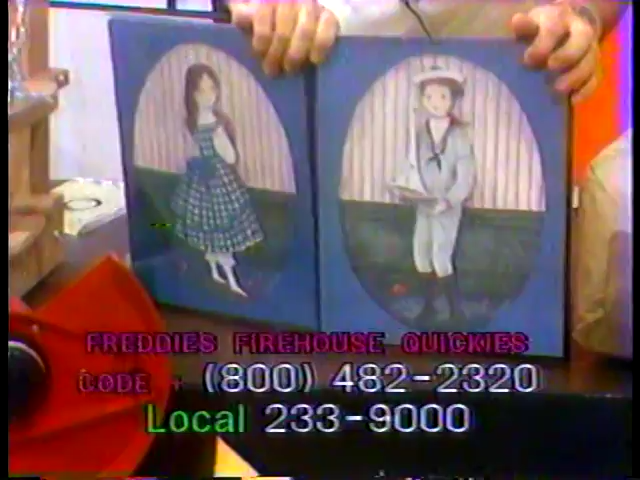 FREDDIES FIREHOUSE QUICKIES
CODE + (800) 482-2320
Local 233-9000